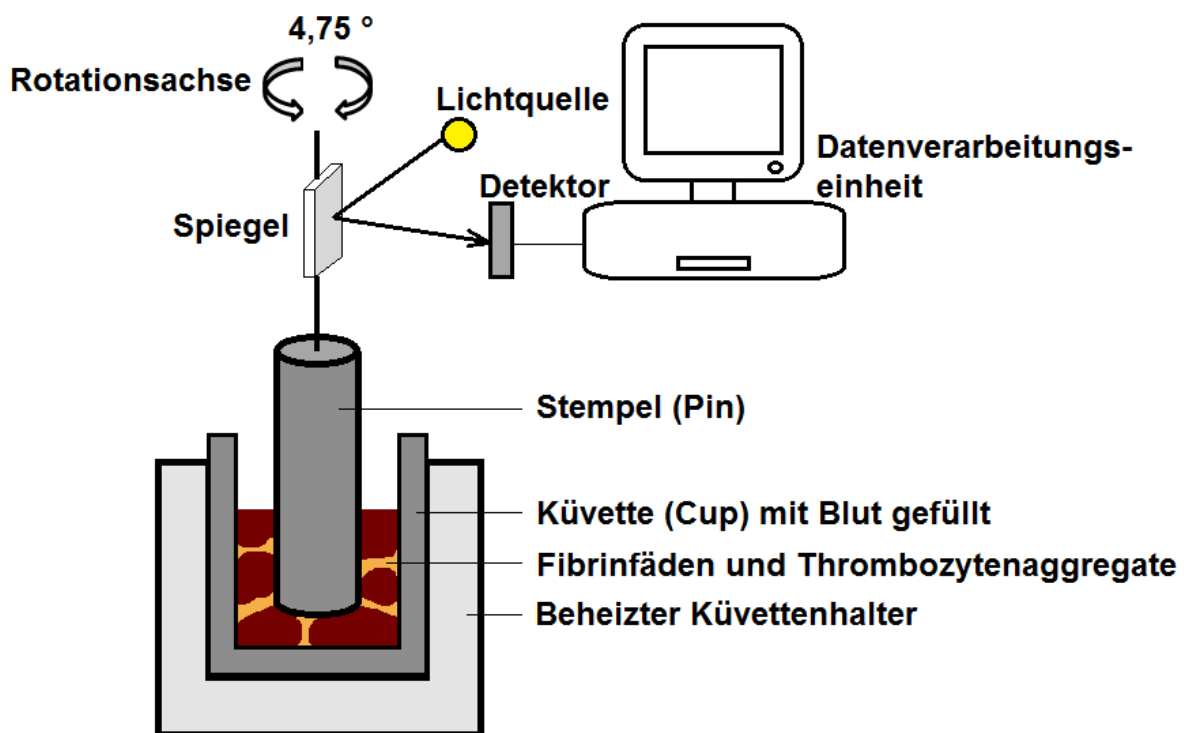 4,75 °
Rotationsachse
Lichtquelle
Datenverarbeitungs-
einheit
Detektor
Spiegel
Stempel (Pin)
Küvette (Cup) mit Blut gefüllt
Fibrinfäden und Thrombozytenaggregate
Beheizter Küvettenhalter